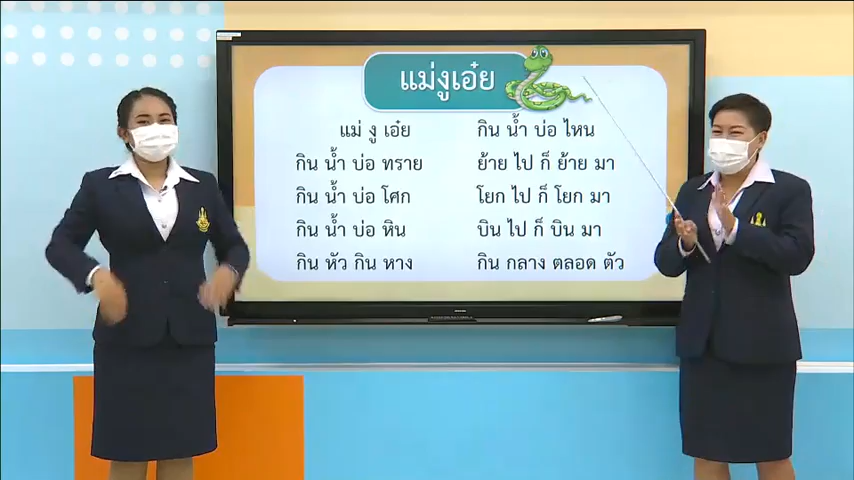 แม่งูเอ๋ย
แม่ งู เอ๋ย กิน น้ำ บ่อ ไหน
กิน น้ำ บ่อ ทราย ย้าย ไป ก็ ย้าย มา
กิน น้ำ บ่อ โศก โยก ไป ก็ โยก มา
กิน น้ำ บ่อ หิน บิน ไป ก็ บิน มา
กิน หัว กิน หาง กิน กลาง ตลอด ตัว